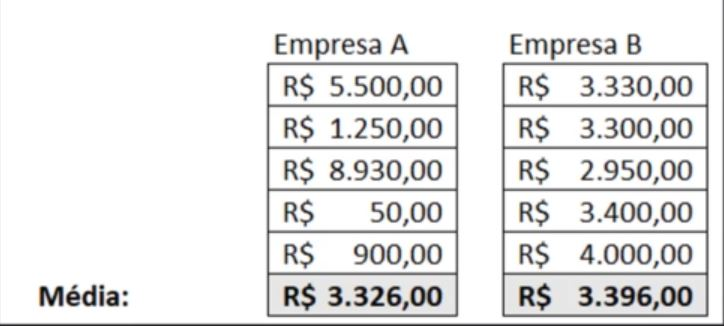 Empresa A Empresa B
R$ 5.500,00 R$ 3.330,00
R$ 1.250,00 R$ 3.300,00
R$ 8.930,00 R$ 2.950,00
R$ 50,00 R$ 3.400,00
R$ 900,00 R$ 4.000,00
Média: R$ 3.326,00 R$ 3.396,00